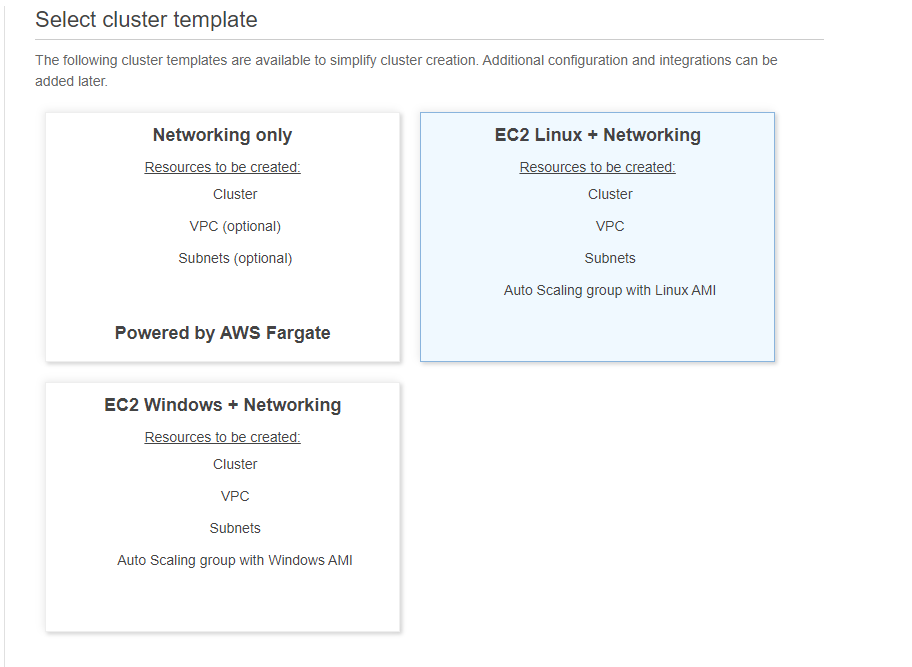 Select cluster template
The following cluster templates are available to simplify cluster creation. Additional configuration and integrations can be
added later.
Networking only
Resources to be created:
Cluster
VPC (optional)
Subnets (optional)
Powered by AWS Fargate
EC2 Linux + Networking
Resources to be created:
Cluster
VPC
Subnets
Auto Scaling group with Linux AMI
EC2 Windows + Networking
Resources to be created:
Cluster
VPC
Subnets
Auto Scaling group with Windows AMI